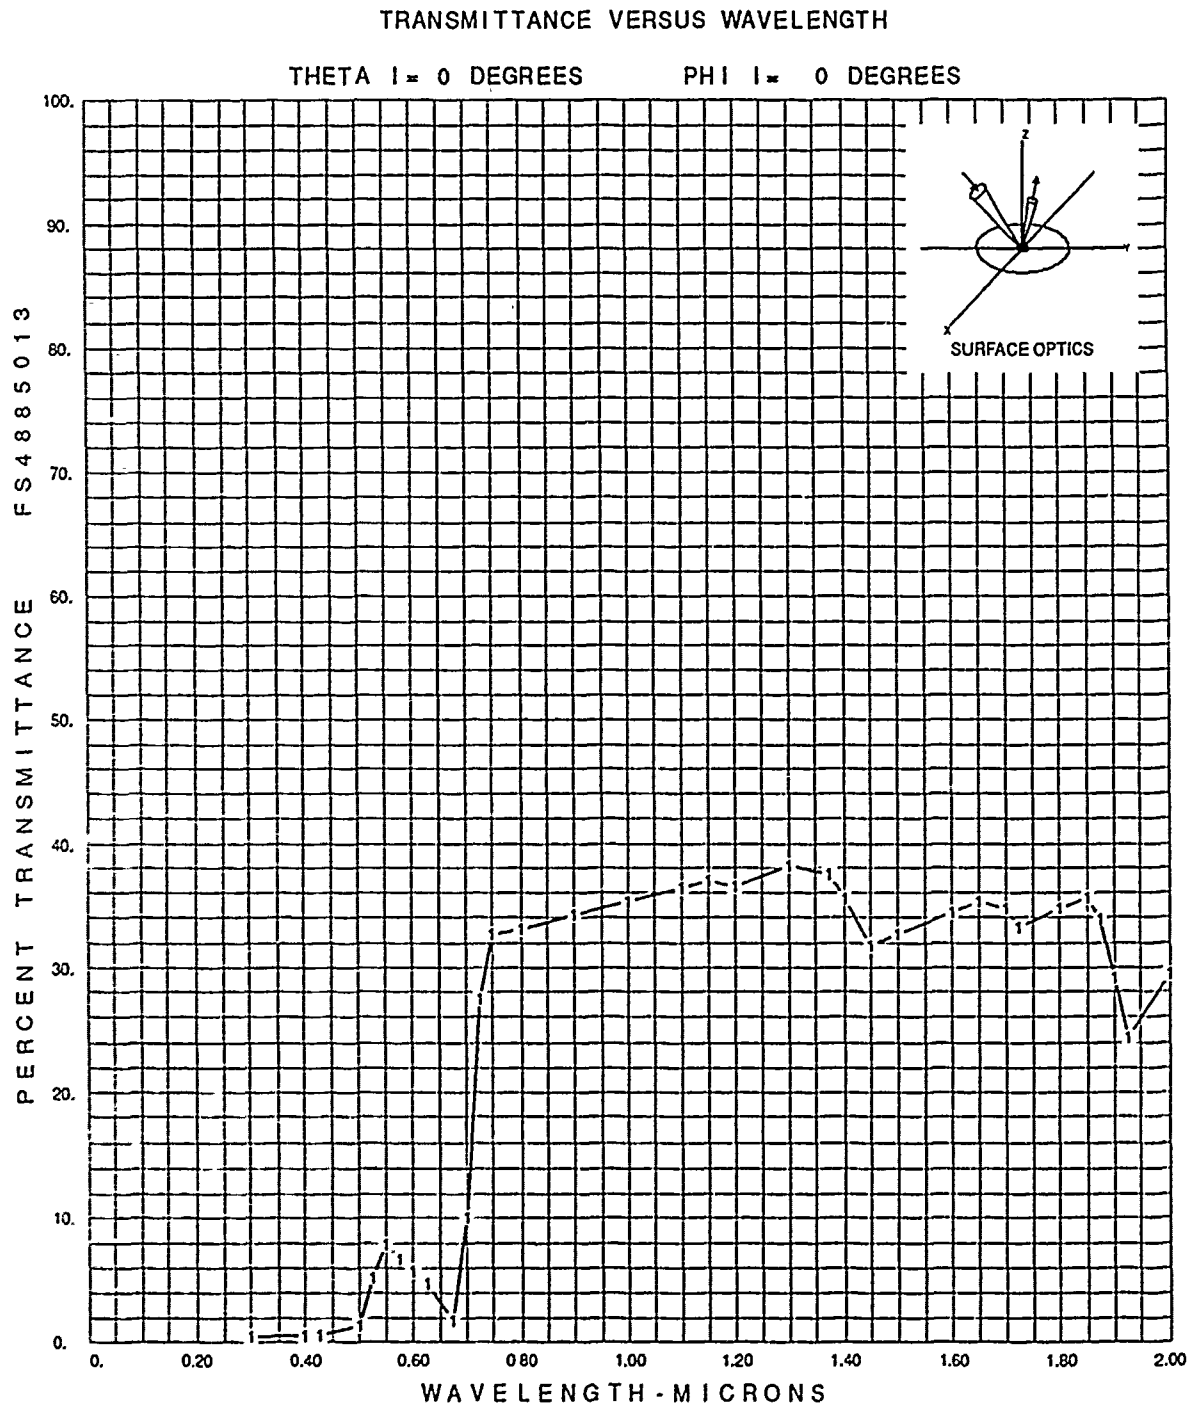 TRANSMITTANCE VERSUS WAVELENGTH
THETA I= 0 DEGREES PHI I= 0 DEGREES
PERCENT TRANSMITTANCE FS4885013
100.
90.
80.
70.
60.
50.
40.
30.
20.
10.
0.
Z
Y
X
SURFACE OPTICS
0. 0.20 0.40 0.60 0.80 1.00 1.20 1.40 1.60 1.80 2.00
WAVELENGTH-MICRONS